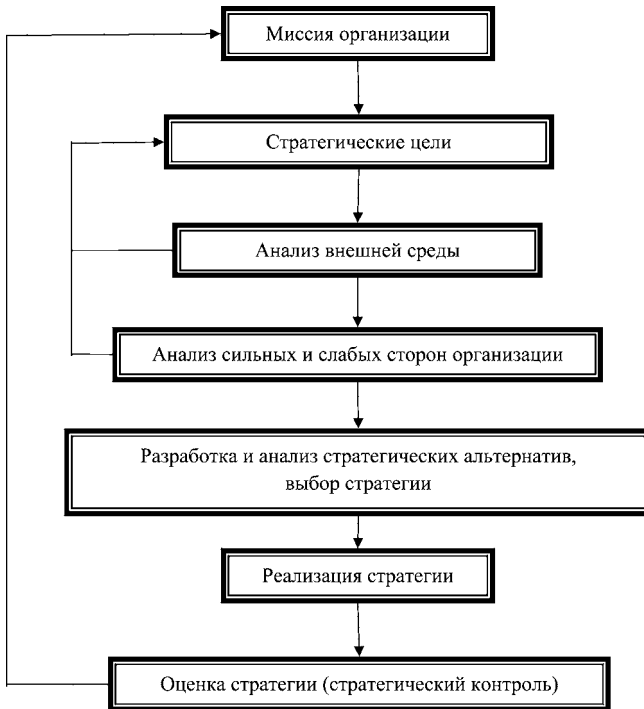 Миссия организации
Стратегические цели
Анализ внешней среды
Анализ сильных и слабых сторон организации
Разработка и анализ стратегических альтернатив,
выбор стратегии
Реализация стратегии
Оценка стратегии (стратегический контроль)